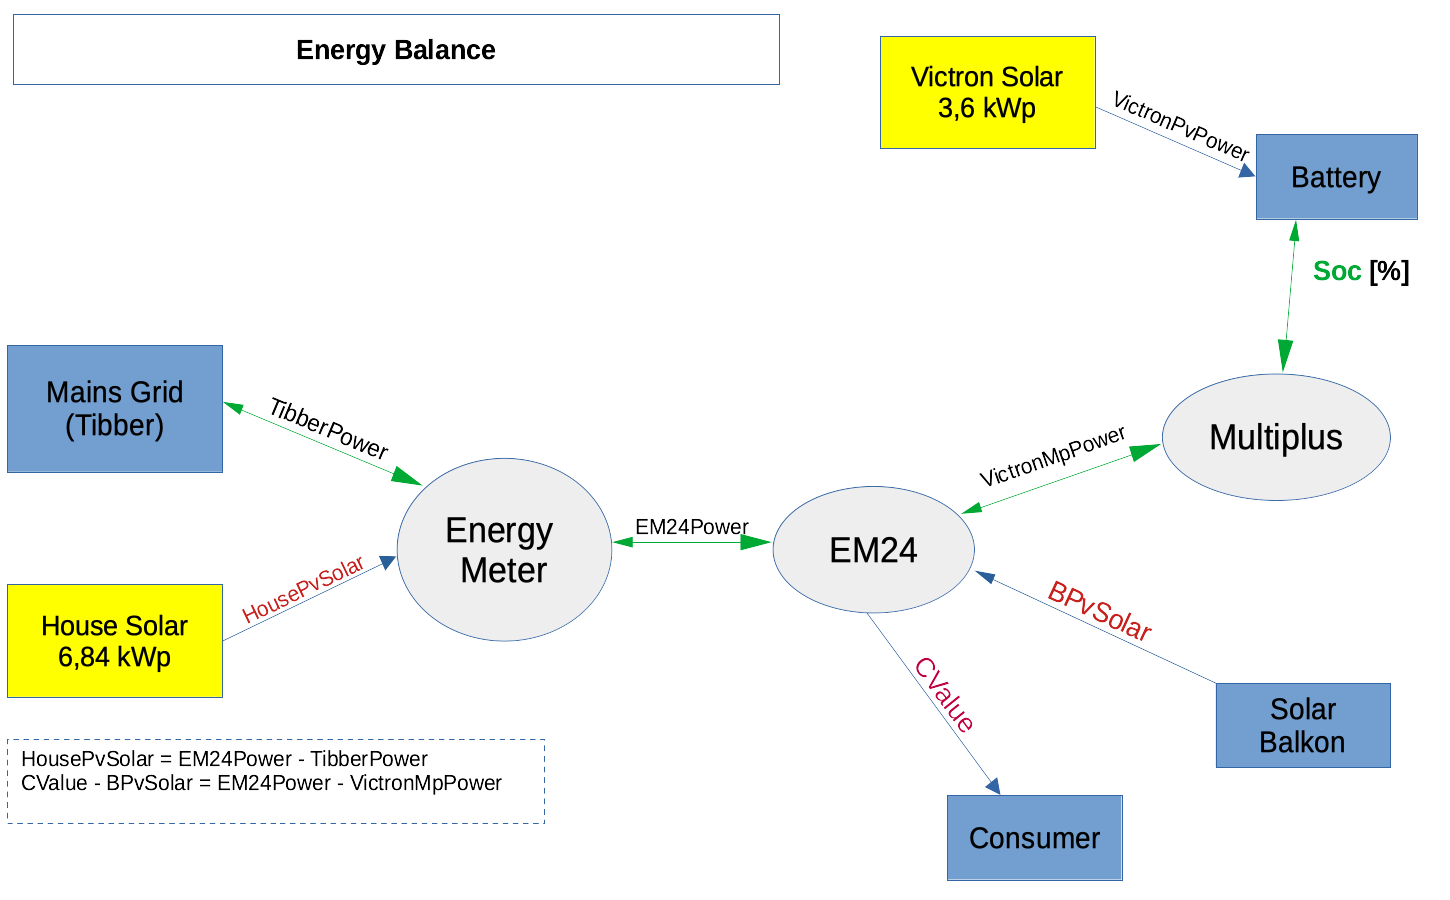 Energy Balance
Victron Solar
3,6 kWp
VictronPvPower
Battery
Soc [%]
Mains Grid
(Tibber)
TibberPower
Multiplus
VictronMpPower
Energy
Meter
EM24Power
EM24
HousePvSolar
BPvSolar
House Solar
6,84 kWp
CValue
Solar
Balkon
HousePvSolar = EM24Power - TibberPower
CValue - BPvSolar = EM24Power - VictronMpPower
Consumer